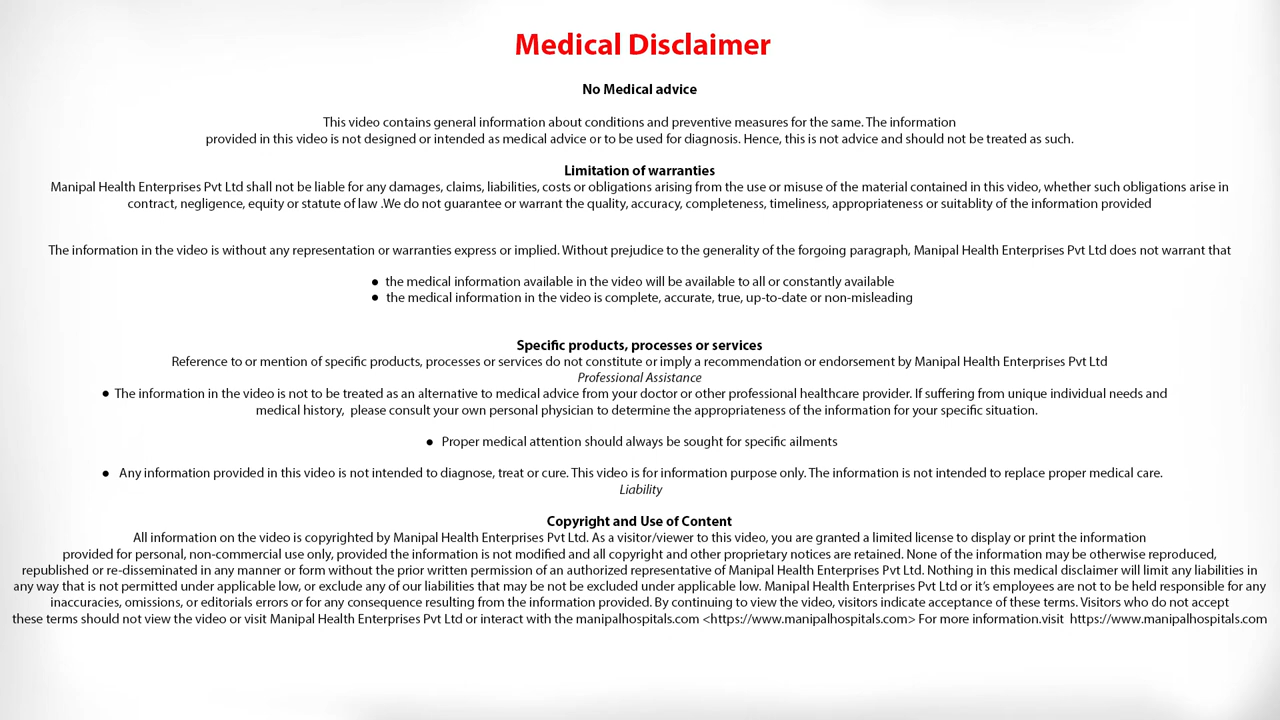 Medical Disclaimer
No Medical advice
This video contains general information about conditions and preventive measures for the same. The information
provided in this video is not designed or intended as medical advice or to be used for diagnosis. Hence, this is not advice and should not be treated as such.
Limitation of warranties
Manipal Health Enterprises Pvt Ltd shall not be liable for any damages, claims, liabilities, costs or obligations arising from the use or misuse of the material contained in this video, whether such obligations arise in
contract, negligence, equity or statute of law .We do not guarantee or warrant the quality, accuracy, completeness, timeliness, appropriateness or suitablity of the information provided
The information in the video is without any representation or warranties express or implied. Without prejudice to the generality of the forgoing paragraph, Manipal Health Enterprises Pvt Ltd does not warrant that
● the medical information available in the video will be available to all or constantly available
● the medical information in the video is complete, accurate, true, up-to-date or non-misleading
Specific products, processes or services
Reference to or mention of specific products, processes or services do not constitute or imply a recommendation or endorsement by Manipal Health Enterprises Pvt Ltd
Professional Assistance
● The information in the video is not to be treated as an alternative to medical advice from your doctor or other professional healthcare provider. If suffering from unique individual needs and
medical history, please consult your own personal physician to determine the appropriateness of the information for your specific situation.
● Proper medical attention should always be sought for specific ailments
● Any information provided in this video is not intended to diagnose, treat or cure. This video is for information purpose only. The information is not intended to replace proper medical care.
Liability
Copyright and Use of Content
All information on the video is copyrighted by Manipal Health Enterprises Pvt Ltd. As a visitor/viewer to this video, you are granted a limited license to display or print the information
provided for personal, non-commercial use only, provided the information is not modified and all copyright and other proprietary notices are retained. None of the information may be otherwise reproduced,
republished or re-disseminated in any manner or form without the prior written permission of an authorized representative of Manipal Health Enterprises Pvt Ltd. Nothing in this medical disclaimer will limit any liabilities in
any way that is not permitted under applicable low, or exclude any of our liabilities that may be not be excluded under applicable low. Manipal Health Enterprises Pvt Ltd or it's employees are not to be held responsible for any
inaccuracies, omissions, or editorials errors or for any consequence resulting from the information provided. By continuing to view the video, visitors indicate acceptance of these terms. Visitors who do not accept
these terms should not view the video or visit Manipal Health Enterprises Pvt Ltd or interact with the manipalhospitals.com <https://www.manipalhospitals.com> For more information.visit https://www.manipalhospitals.com